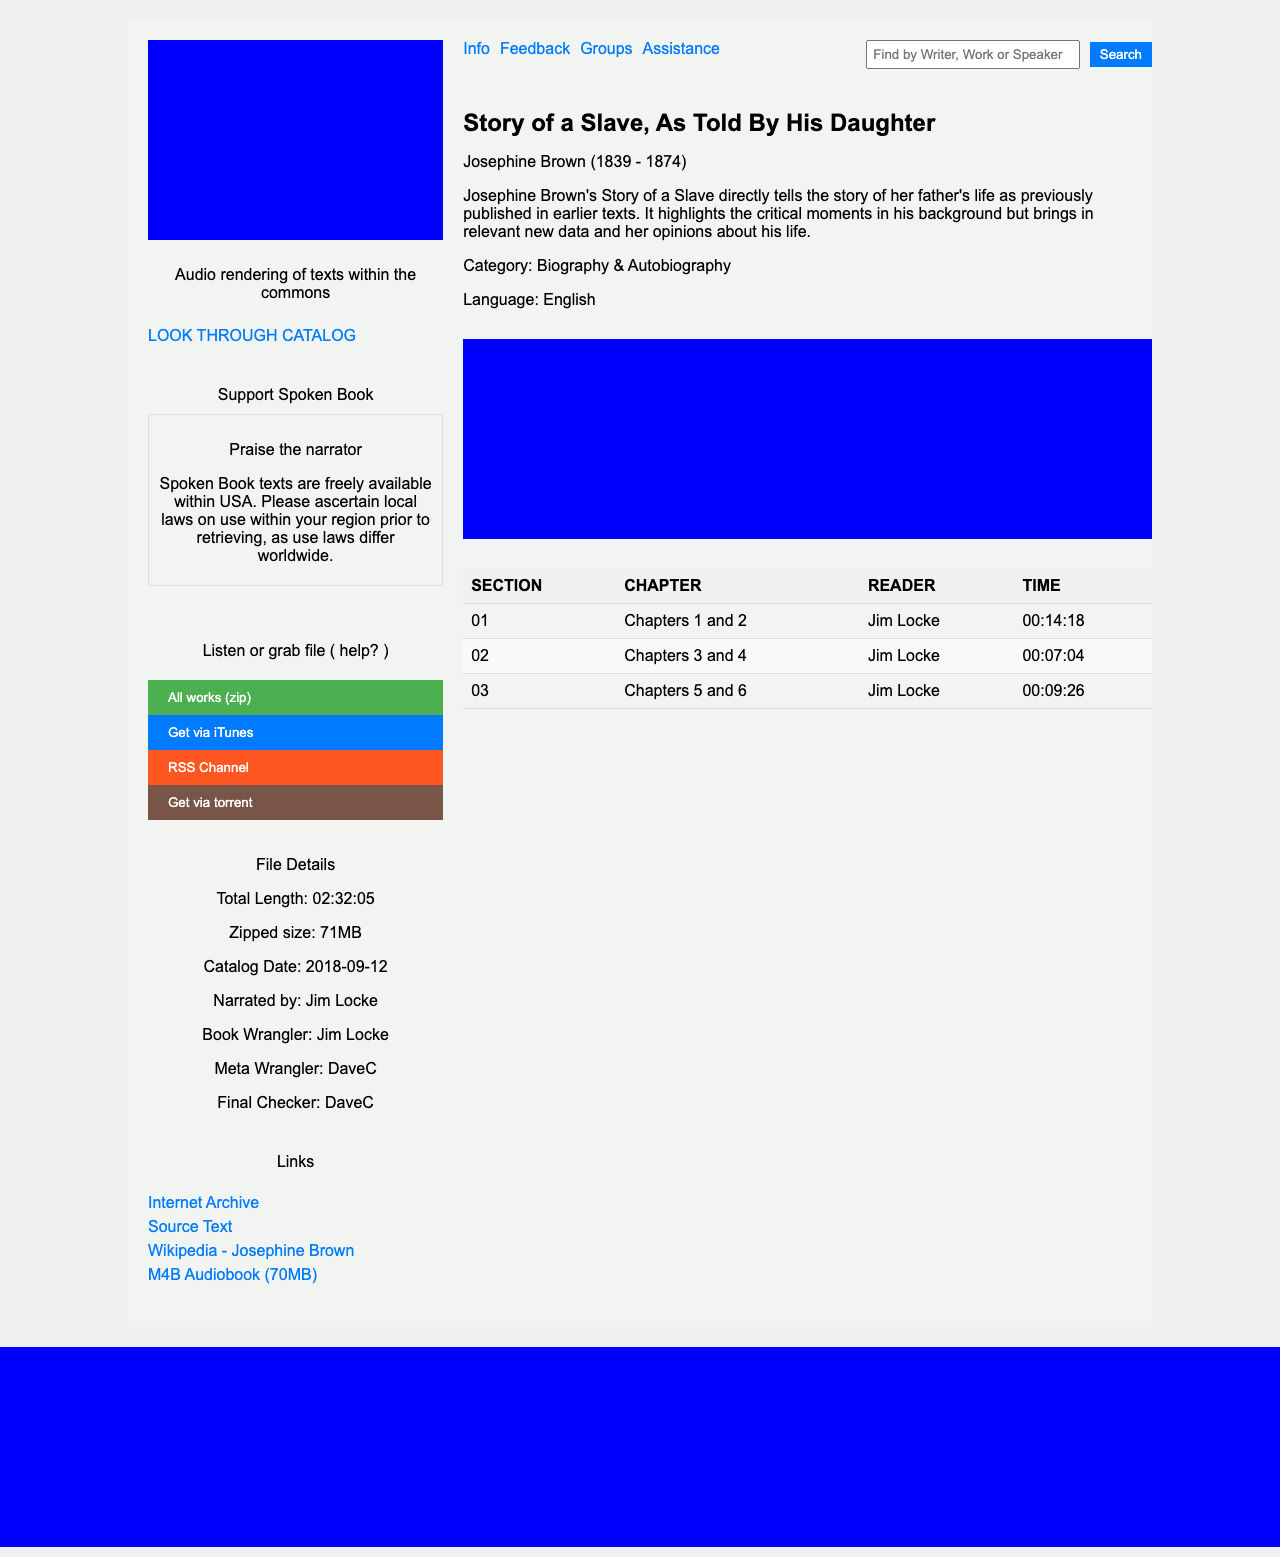 Info Feedback Groups Assistance
Find by Writer, Work or Speaker Search
Audio rendering of texts within the
commons
LOOK THROUGH CATALOG
Support Spoken Book
Praise the narrator
Spoken Book texts are freely available
within USA. Please ascertain local
laws on use within your region prior to
retrieving, as use laws differ
worldwide.
Listen or grab file ( help? )
All works (zip)
Get via iTunes
RSS Channel
Get via torrent
File Details
Total Length: 02:32:05
Zipped size: 71MB
Catalog Date: 2018-09-12
Narrated by: Jim Locke
Book Wrangler: Jim Locke
Meta Wrangler: DaveC
Final Checker: DaveC
Links
Internet Archive
Source Text
Wikipedia - Josephine Brown
M4B Audiobook (70MB)
Story of a Slave, As Told By His Daughter
Josephine Brown (1839 - 1874)
Josephine Brown's Story of a Slave directly tells the story of her father's life as previously
published in earlier texts. It highlights the critical moments in his background but brings in
relevant new data and her opinions about his life.
Category: Biography & Autobiography
Language: English
SECTION CHAPTER READER TIME
01 Chapters 1 and 2 Jim Locke 00:14:18
02 Chapters 3 and 4 Jim Locke 00:07:04
03 Chapters 5 and 6 Jim Locke 00:09:26